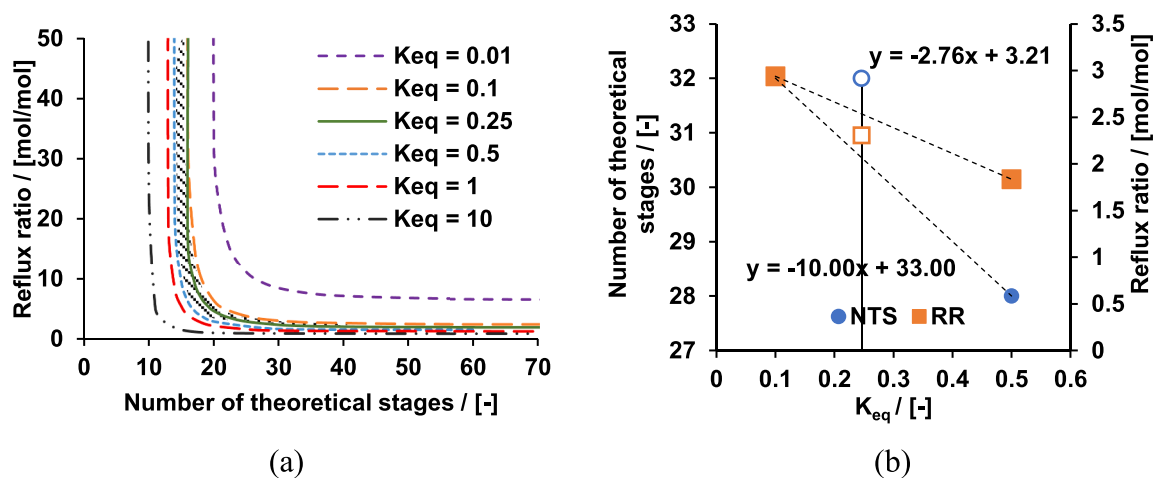 50
40
30
20
10
0
Reflux ratio / [mol/mol]
Keq = 0.01
Keq = 0.1
Keq = 0.25
Keq = 0.5
Keq = 1
Keq = 10
0 10 20 30 40 50 60 70
Number of theoretical stages / [-]
(a)
33
32
31
30
29
28
27
Number of theoretical
stages / [-]
y = -2.76x + 3.21
y = -10.00x + 33.00
NTS RR
3.5
3
2.5
2
1.5
1
0.5
0
Reflux ratio / [mol/mol]
0 0.1 0.2 0.3 0.4 0.5 0.6
Keq / [-]
(b)